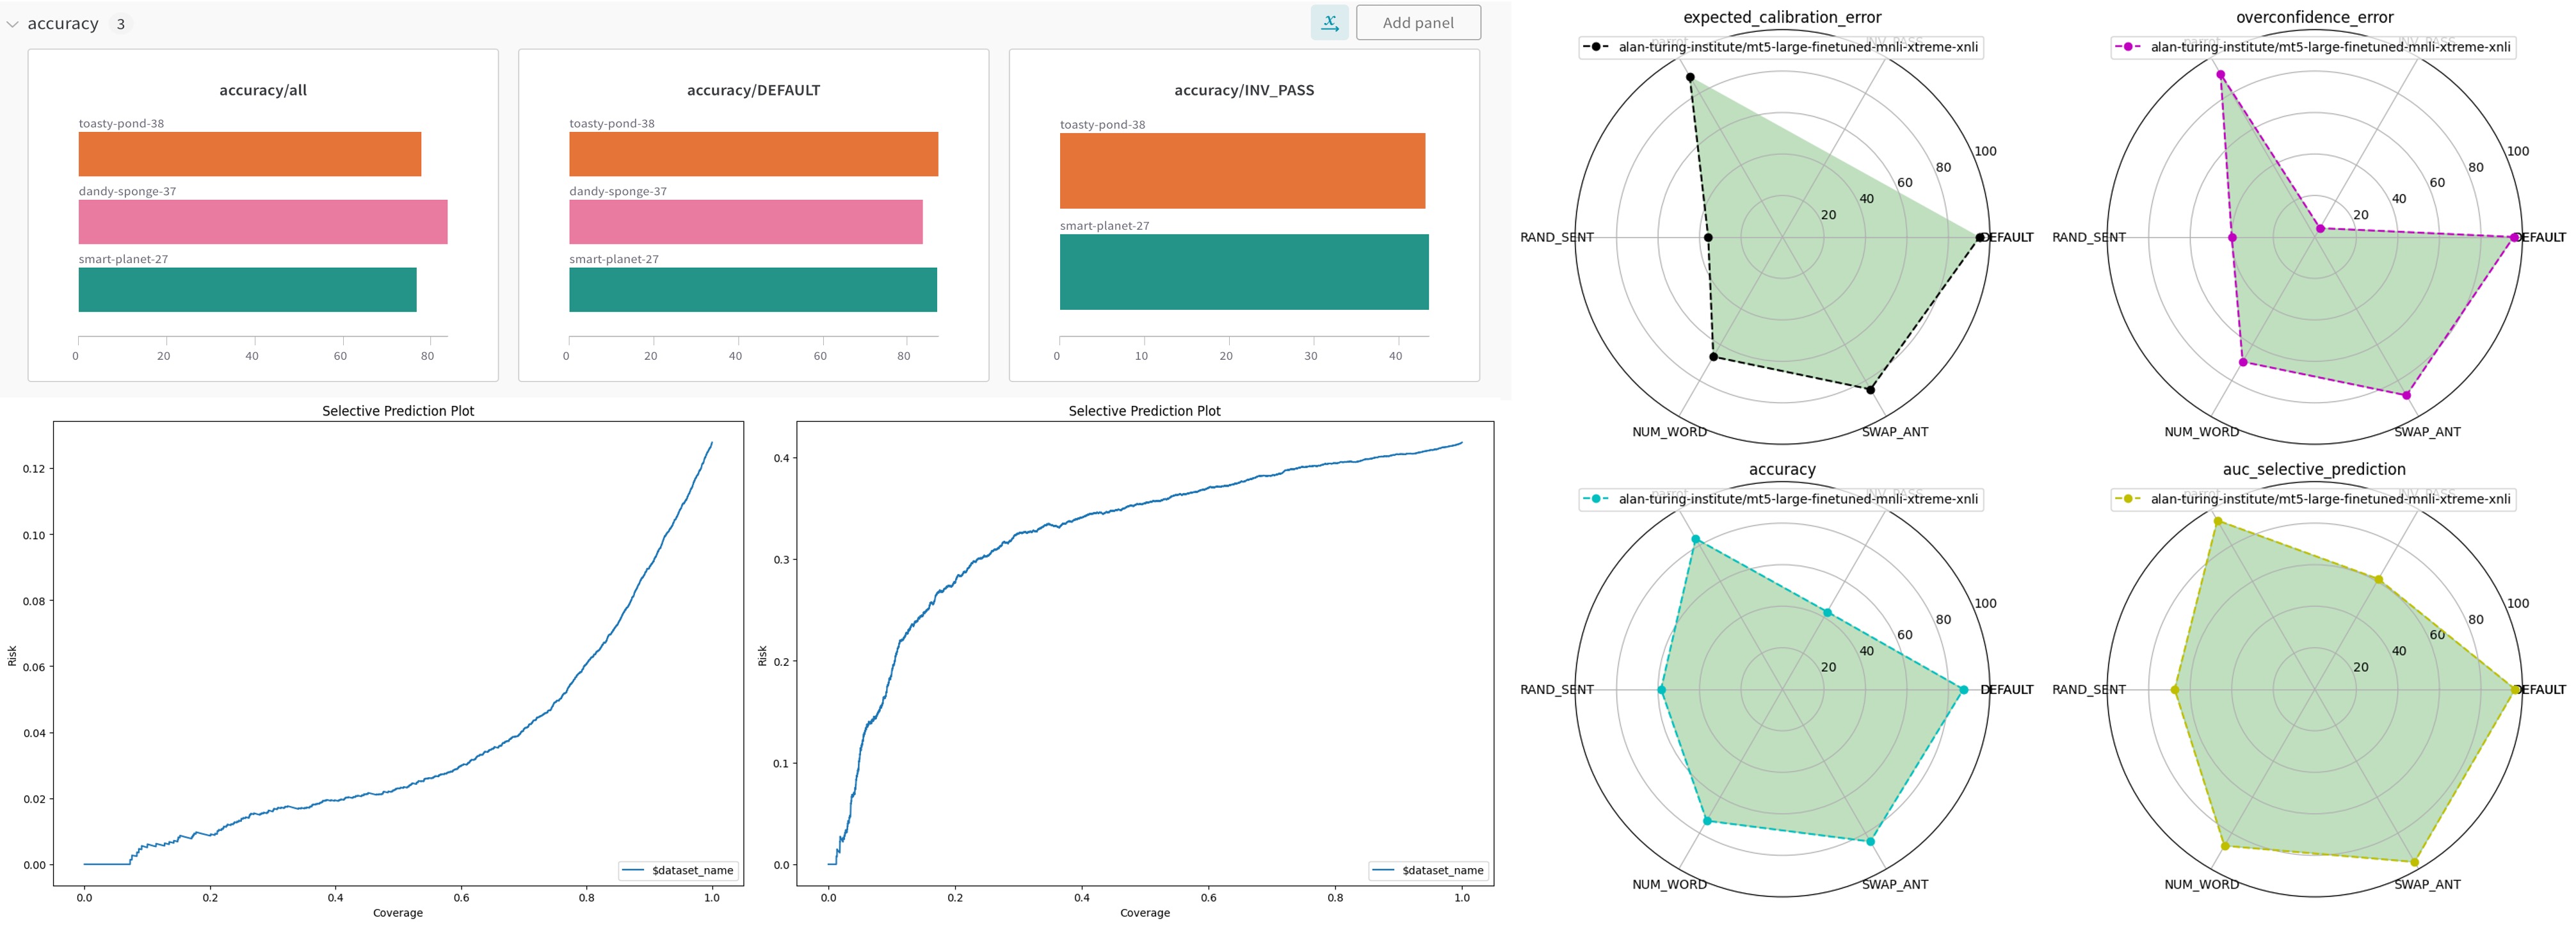 accuracy 3
x
Add panel
accuracy/all
toasty-pond-38
dandy-sponge-37
smart-planet-27
0 20 40 60 80
accuracy/DEFAULT
toasty-pond-38
dandy-sponge-37
smart-planet-27
0 20 40 60 80
accuracy/INV_PASS
toasty-pond-38
smart-planet-27
0 10 20 30 40
Selective Prediction Plot
0.12
0.10
0.08
0.06
0.04
0.02
0.00
Risk
0.0 0.2 0.4 0.6 0.8 1.0
Coverage
$dataset_name
Selective Prediction Plot
0.4
0.3
0.2
0.1
0.0
Risk
0.0 0.2 0.4 0.6 0.8 1.0
Coverage
$dataset_name
expected_calibration_error
parrot INV_PASS
alan-turing-institute/mt5-large-finetuned-mnli-xtreme-xnli
100
80
60
40
20
RAND_SENT
DEFAULT
NUM_WORD
SWAP_ANT
overconfidence_error
parrot INV_PASS
alan-turing-institute/mt5-large-finetuned-mnli-xtreme-xnli
100
80
60
40
20
RAND_SENT
DEFAULT
NUM_WORD
SWAP_ANT
accuracy
parrot INV_PASS
alan-turing-institute/mt5-large-finetuned-mnli-xtreme-xnli
100
80
60
40
20
RAND_SENT
DEFAULT
NUM_WORD
SWAP_ANT
auc_selective_prediction
parrot INV_PASS
alan-turing-institute/mt5-large-finetuned-mnli-xtreme-xnli
100
80
60
40
20
RAND_SENT
DEFAULT
NUM_WORD
SWAP_ANT